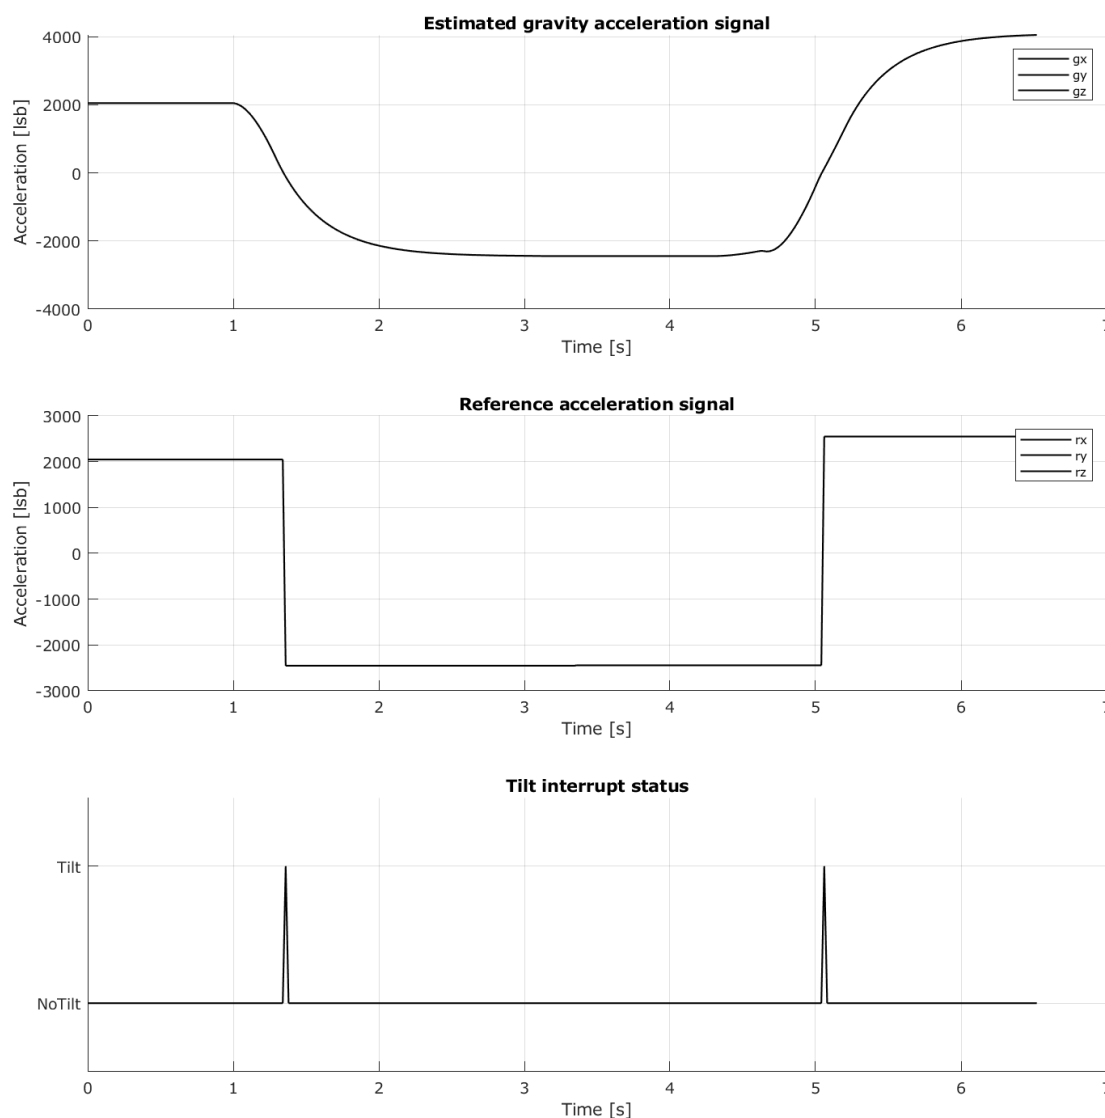 Estimated gravity acceleration signal
4000
2000
0
-2000
-4000
Acceleration [lsb]
gx
gy
gz
0 1 2 3 4 5 6 7
Time [s]
Reference acceleration signal
3000
2000
1000
0
-1000
-2000
-3000
Acceleration [lsb]
rx
ry
rz
0 1 2 3 4 5 6 7
Time [s]
Tilt interrupt status
Tilt
NoTilt
0 1 2 3 4 5 6 7
Time [s]